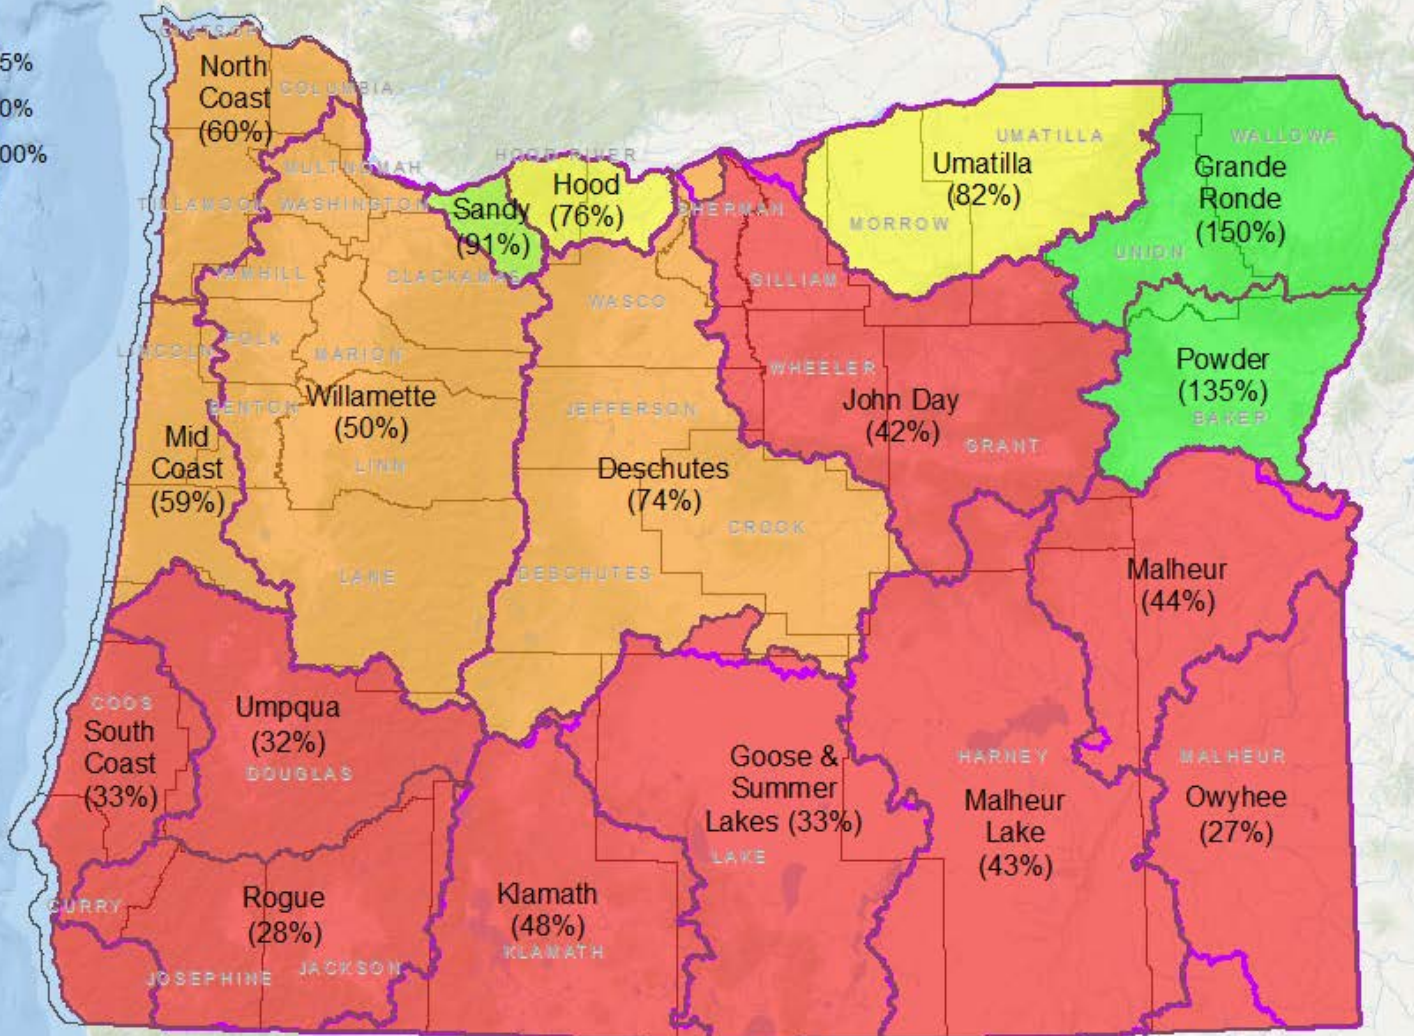 5%
0%
00%
CLATSOP
North
Coast
(60%)
COLUMBIA
MULTNOMAH
HOOD RIVER
TILLAMOOK
WASHINGTON
Sandy
(91%)
Hood
(76%)
SHERMAN
UMATILLA
Umatilla
(82%)
MORROW
WALLOWA
Grande
Ronde
(150%)
UNION
YAMHILL
CLACKAMAS
WASCO
GILLIAM
LINCOLN
POLK
MARION
WHEELER
Powder
(135%)
BAKER
BENTON
Willamette
(50%)
LINN
JEFFERSON
John Day
(42%)
GRANT
Mid
Coast
(59%)
Deschutes
(74%)
CROOK
LANE
DESCHUTES
Malheur
(44%)
COOS
South
Coast
(33%)
Umpqua
(32%)
DOUGLAS
Goose &
Summer
Lakes (33%)
LAKE
HARNEY
Malheur
Lake
(43%)
MALHEUR
Owyhee
(27%)
CURRY
Rogue
(28%)
JOSEPHINE
JACKSON
Klamath
(48%)
KLAMATH